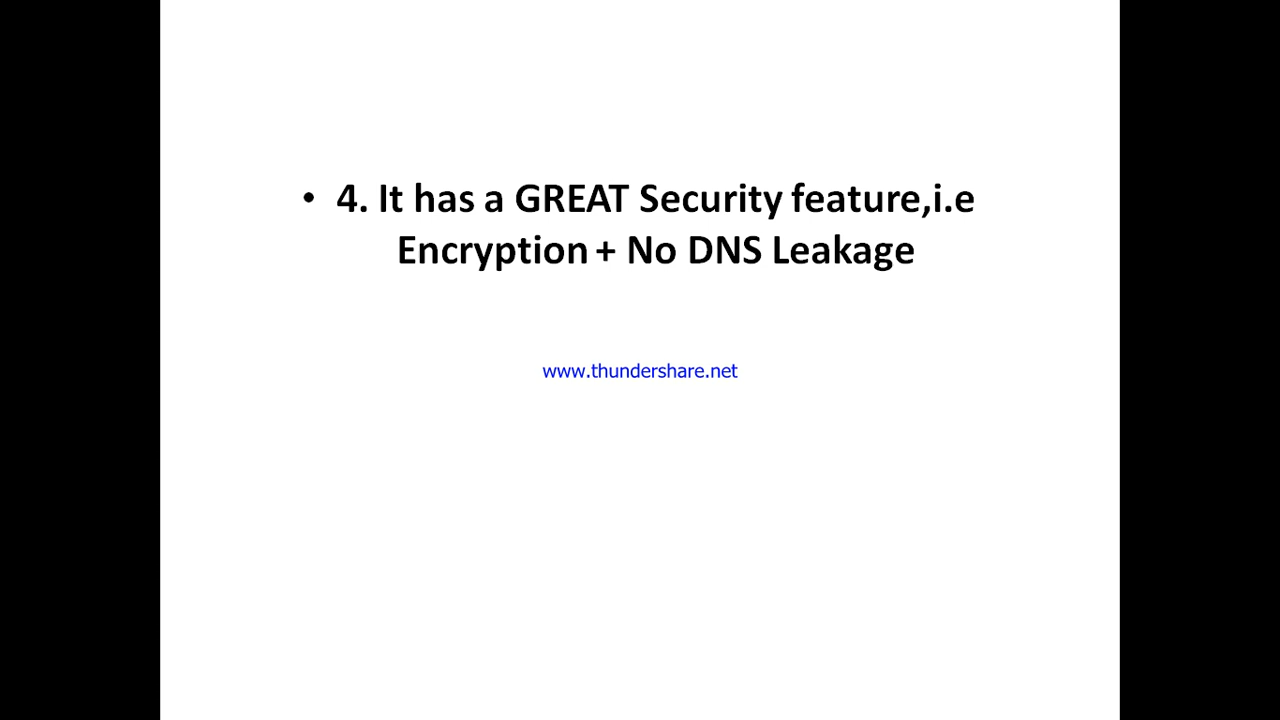 • 4. It has a GREAT Security feature,i.e
Encryption + No DNS Leakage
www.thundershare.net